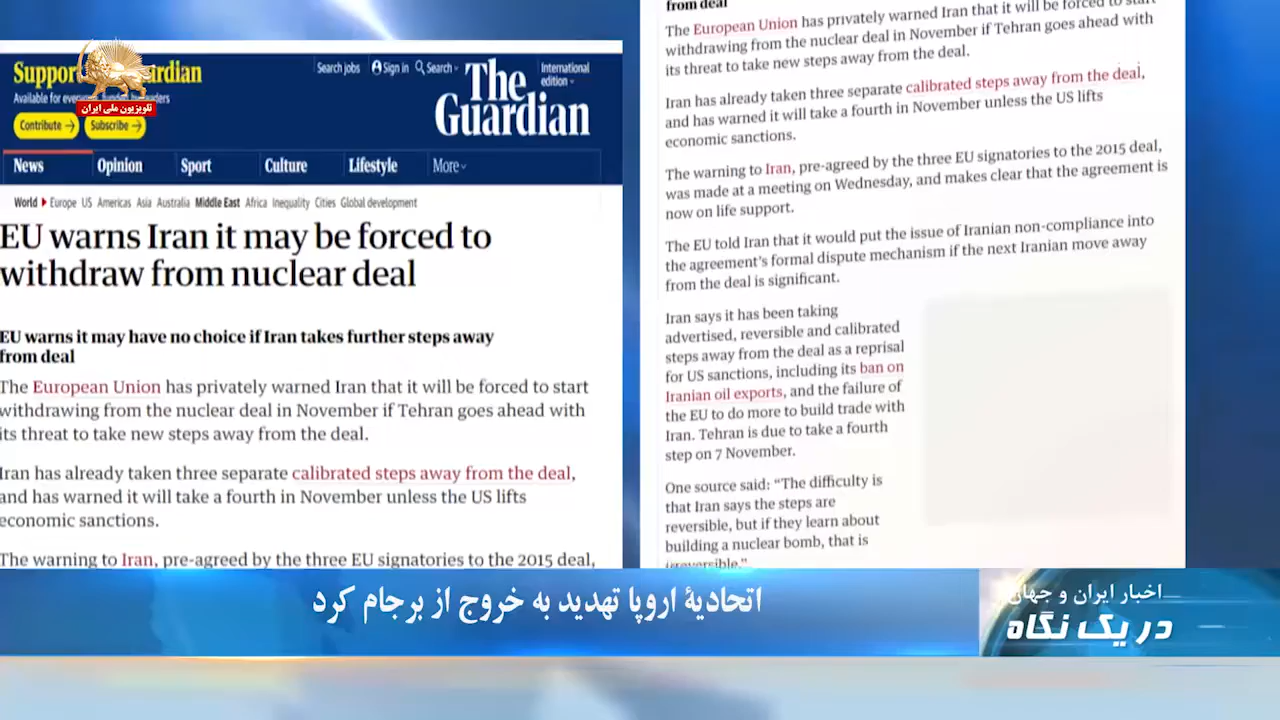 Suppor rdian
Available for every funded by readers
Contribute → Subscribe →
تلویزیون ملی ایران
Search jobs Sign in Search
International edition
The Guardian
News Opinion Sport Culture Lifestyle More
World Europe US Americas Asia Australia Middle East Africa Inequality Cities Global development
EU warns Iran it may be forced to
withdraw from nuclear deal
EU warns it may have no choice if Iran takes further steps away
from deal
The European Union has privately warned Iran that it will be forced to start
withdrawing from the nuclear deal in November if Tehran goes ahead with
its threat to take new steps away from the deal.
Iran has already taken three separate calibrated steps away from the deal,
and has warned it will take a fourth in November unless the US lifts
economic sanctions.
The warning to Iran, pre-agreed by the three EU signatories to the 2015 deal,
from deal
The European Union has privately warned Iran that it will be forced to start
withdrawing from the nuclear deal in November if Tehran goes ahead with
its threat to take new steps away from the deal.
Iran has already taken three separate calibrated steps away from the deal,
and has warned it will take a fourth in November unless the US lifts
economic sanctions.
The warning to Iran, pre-agreed by the three EU signatories to the 2015 deal,
was made at a meeting on Wednesday, and makes clear that the agreement is
now on life support.
The EU told Iran that it would put the issue of Iranian non-compliance into
the agreement's formal dispute mechanism if the next Iranian move away
from the deal is significant.
Iran says it has been taking
advertised, reversible and calibrated
steps away from the deal as a reprisal
for US sanctions, including its ban on
Iranian oil exports, and the failure of
the EU to do more to build trade with
Iran. Tehran is due to take a fourth
step on 7 November.
One source said: “The difficulty is
that Iran says the steps are
reversible, but if they learn about
building a nuclear bomb, that is
irreversible.”
اتحادیهٔ اروپا تهدید به خروج از برجام کرد
اخبار ایران و جهان
در یک نگاه